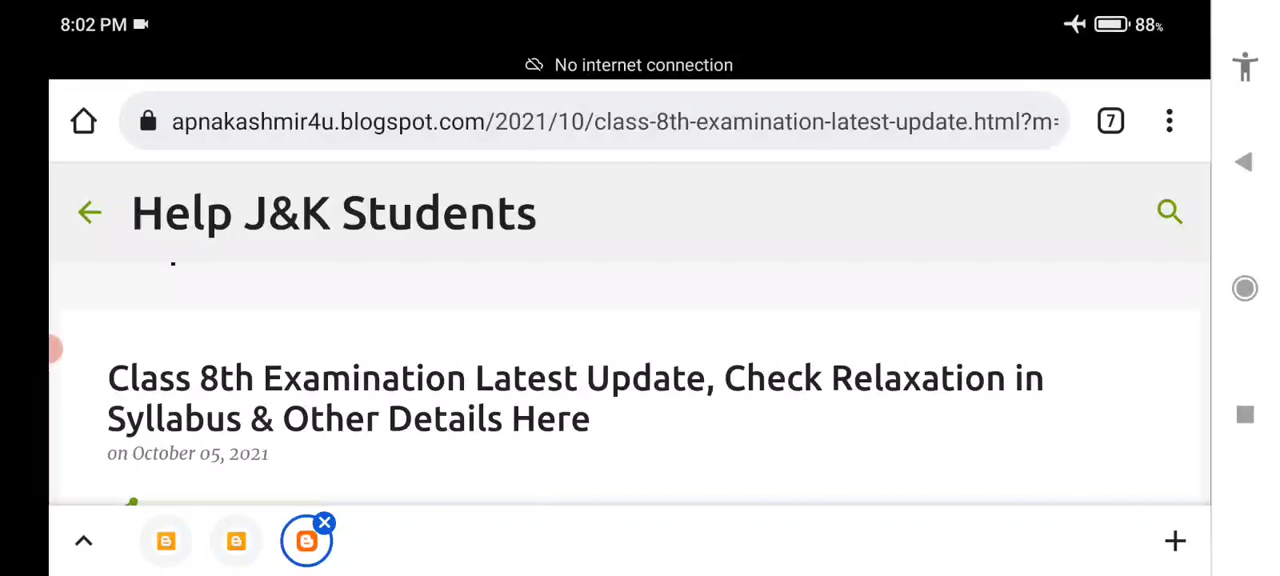 8:02 PM
88%
No internet connection
apnakashmir4u.blogspot.com/2021/10/class-8th-examination-latest-update.html?m=
7
Help J&K Students
Class 8th Examination Latest Update, Check Relaxation in
Syllabus & Other Details Here
on October 05, 2021